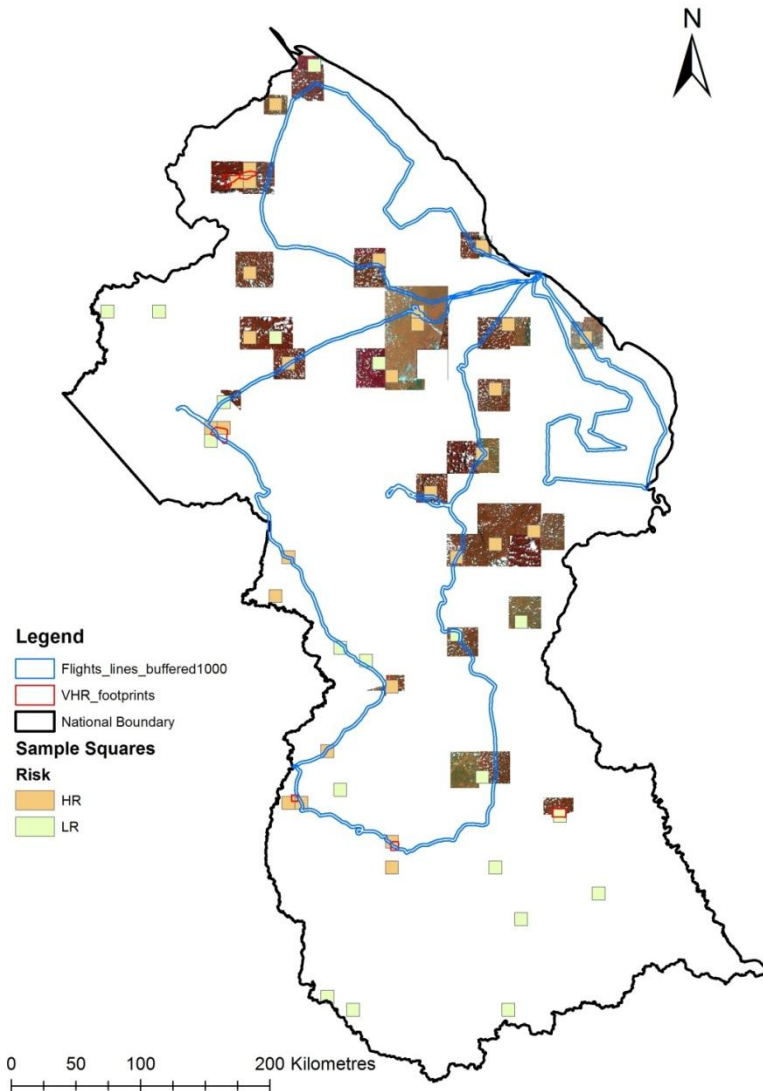 N
Legend
Flights_lines_buffered1000
VHR_footprints
National Boundary
Sample Squares
Risk
HR
LR
0 50 100 200 Kilometres